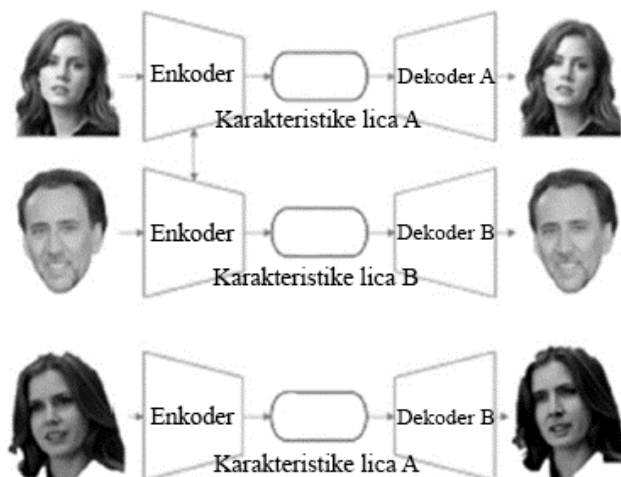 Enkoder
Dekoder A
Karakteristike lica A
Enkoder
Dekoder B
Karakteristike lica B
Enkoder
Dekoder B
Karakteristike lica A